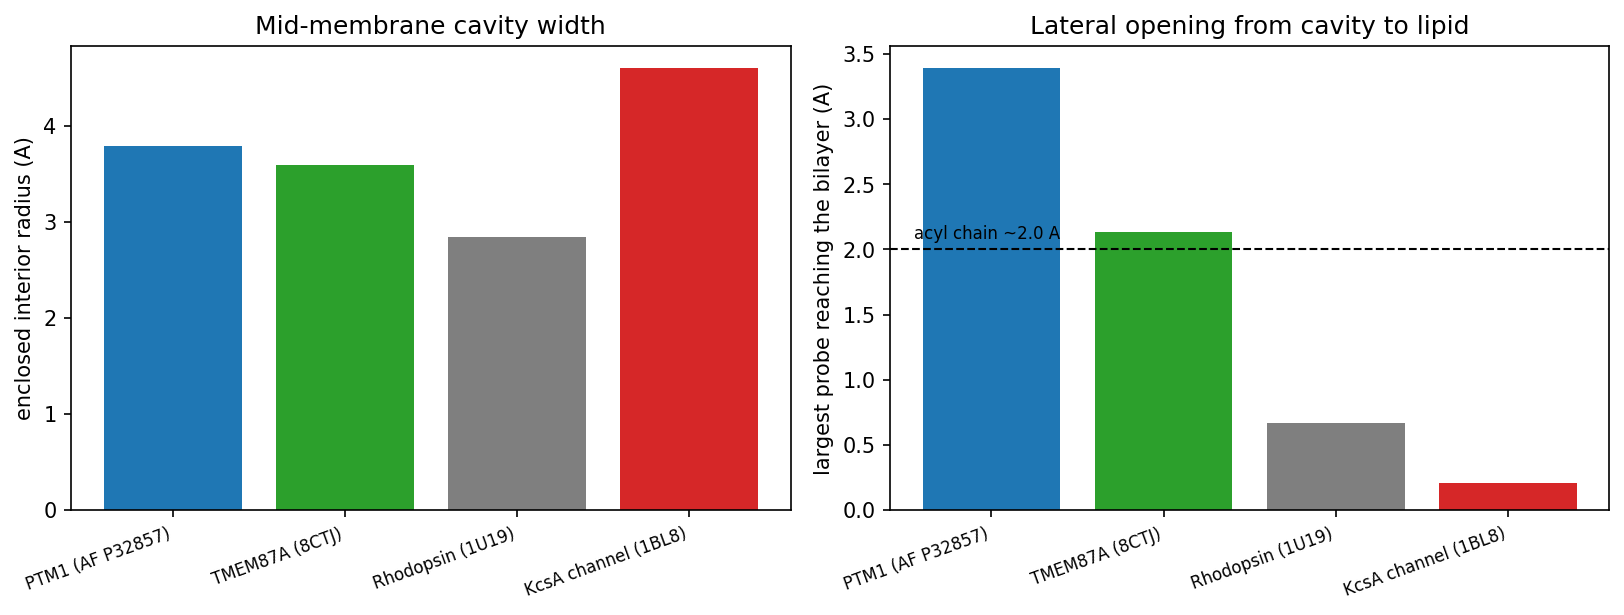 Mid-membrane cavity width
enclosed interior radius (A)
4
3
2
1
0
PTM1 (AF P32857)
TMEM87A (8CTJ)
Rhodopsin (1U19)
KcsA channel (1BL8)
Lateral opening from cavity to lipid
largest probe reaching the bilayer (A)
3.5
3.0
2.5
2.0
1.5
1.0
0.5
0.0
acyl chain ~2.0 A
PTM1 (AF P32857)
TMEM87A (8CTJ)
Rhodopsin (1U19)
KcsA channel (1BL8)